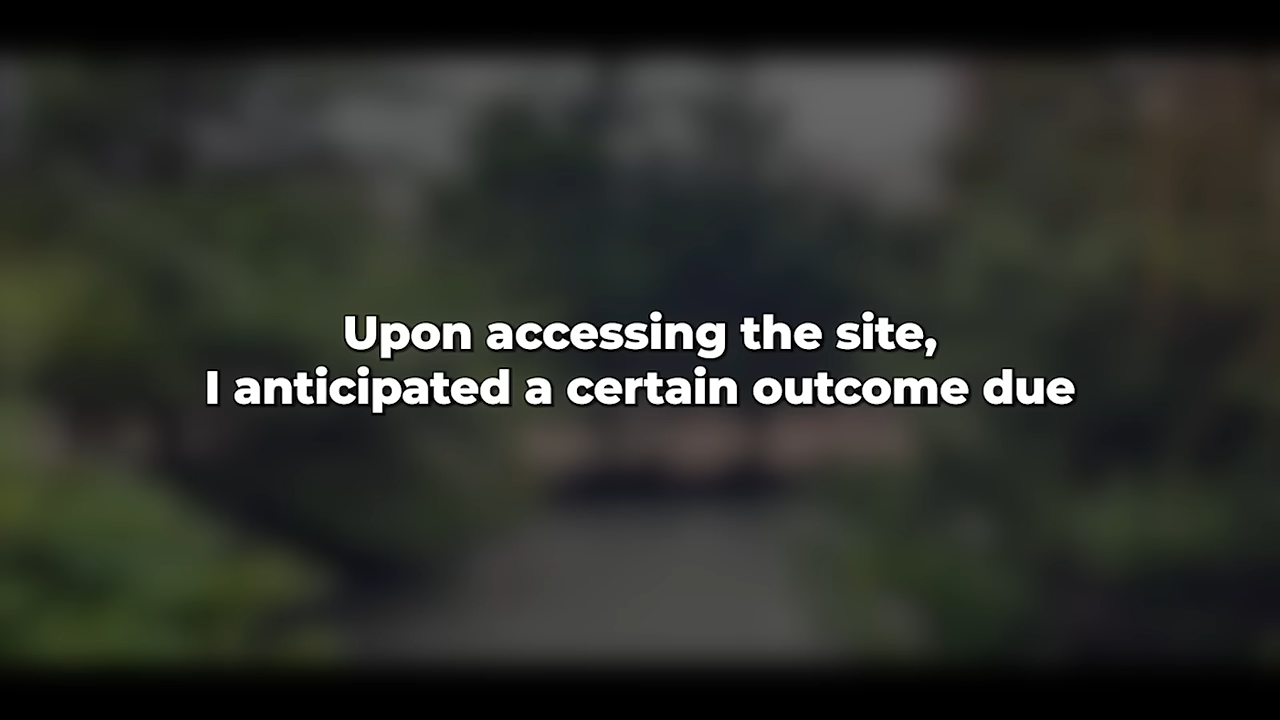 Upon accessing the site,
I anticipated a certain outcome due